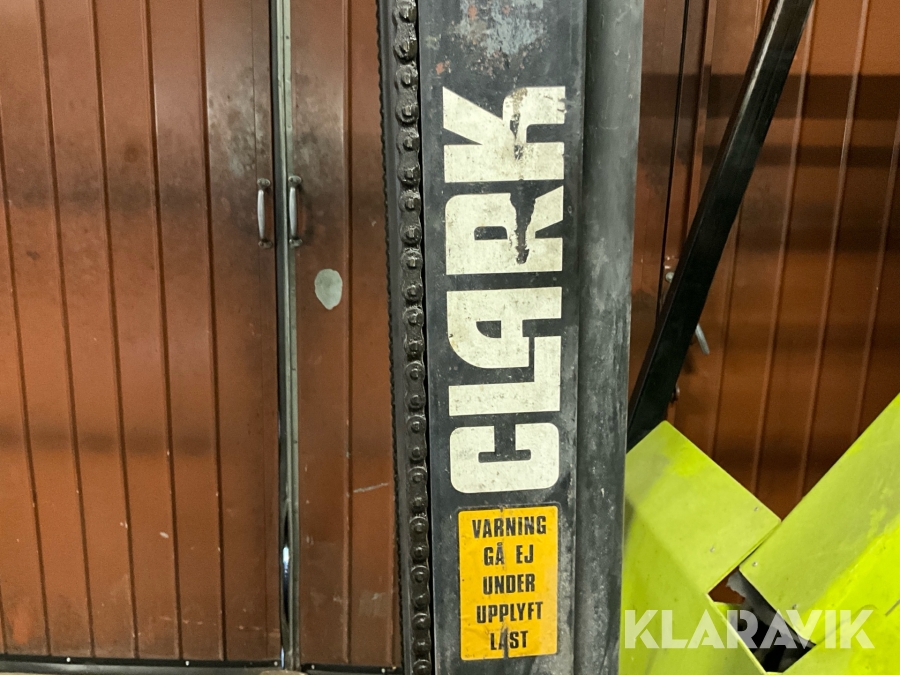 CLARK
VARNING
GÅ EJ
UNDER
UPPLYFT
LAST
KLARAVIK